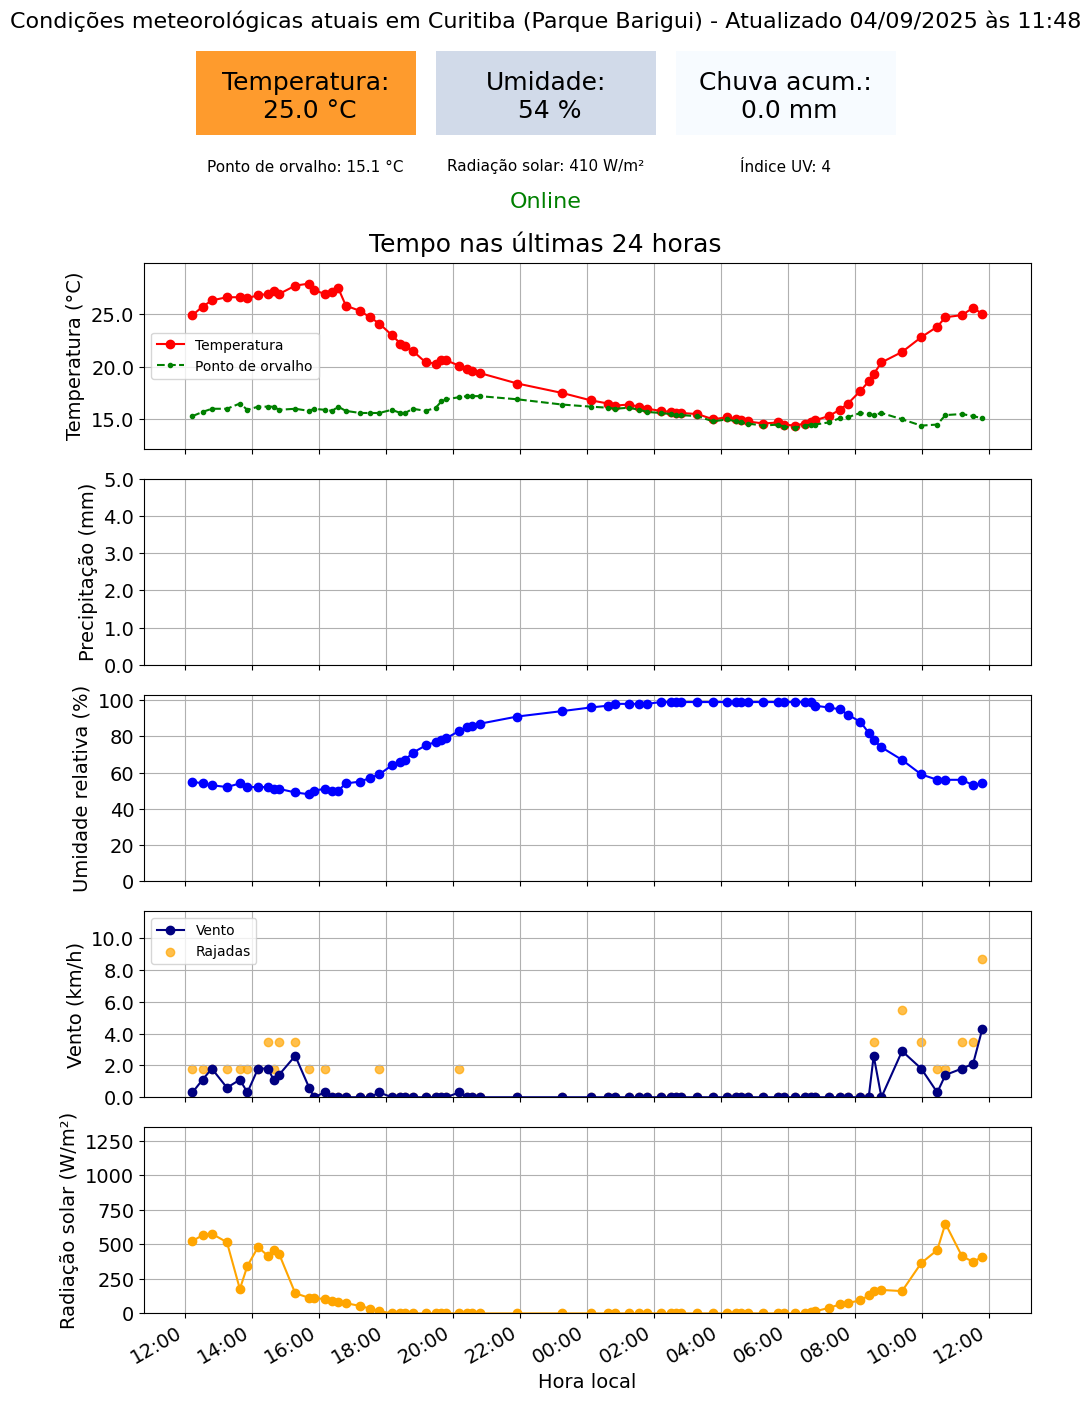 Condições meteorológicas atuais em Curitiba (Parque Barigui) - Atualizado 04/09/2025 às 11:48
Temperatura:
25.0 °C
Umidade:
54 %
Chuva acum.:
0.0 mm
Ponto de orvalho: 15.1 °C
Radiação solar: 410 W/m²
Índice UV: 4
Online
Tempo nas últimas 24 horas
Temperatura (°C)
25.0
20.0
15.0
Temperatura
Ponto de orvalho
Precipitação (mm)
5.0
4.0
3.0
2.0
1.0
0.0
Umidade relativa (%)
100
80
60
40
20
0
Vento (km/h)
10.0
8.0
6.0
4.0
2.0
0.0
Vento
Rajadas
Radiação solar (W/m²)
1250
1000
750
500
250
0
12:00
14:00
16:00
18:00
20:00
22:00
00:00
02:00
04:00
06:00
08:00
10:00
12:00
Hora local